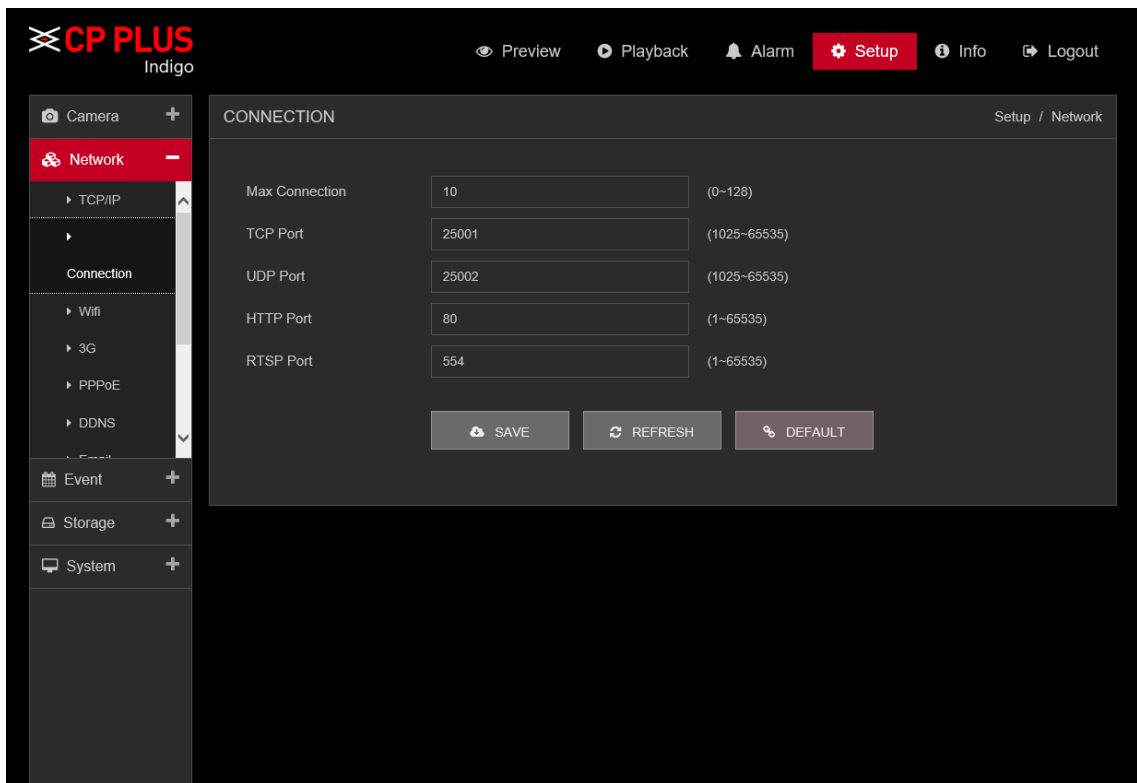 CP PLUS
Indigo
Preview
Playback
Alarm
Setup
Info
Logout
Camera
Network
TCP/IP
Connection
Wifi
3G
PPPoE
DDNS
Email
Event
Storage
System
CONNECTION
Setup / Network
Max Connection 10 (0~128)
TCP Port 25001 (1025~65535)
UDP Port 25002 (1025~65535)
HTTP Port 80 (1~65535)
RTSP Port 554 (1~65535)
SAVE
REFRESH
DEFAULT